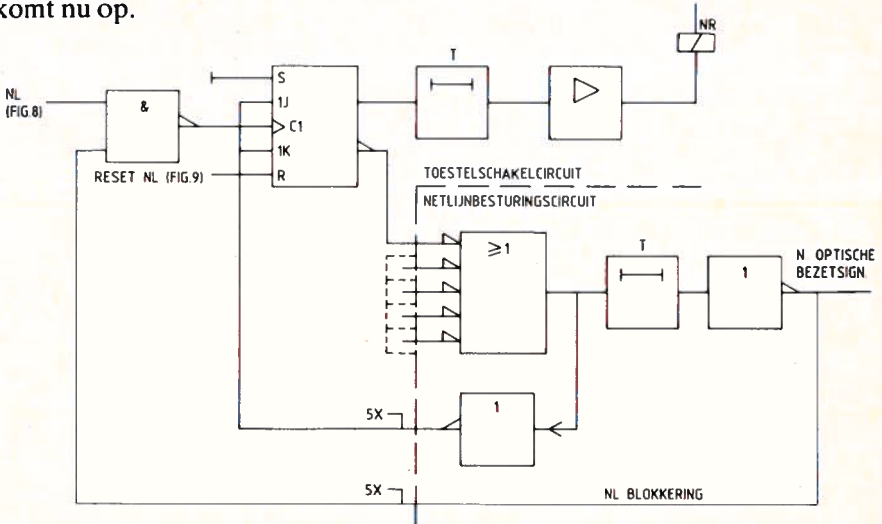 komt nu op.
NR
T
S
NL
(FIG.8)
&
1J
C1
1K
RESET NL (FIG.9)
R
TOESTELSCHAKELCIRCUIT
NETLIJNBESTURINGSCIRCUIT
≥1
T
1
N OPTISCHE
BEZETSIGN.
1
5X
5X
NL BLOKKERING